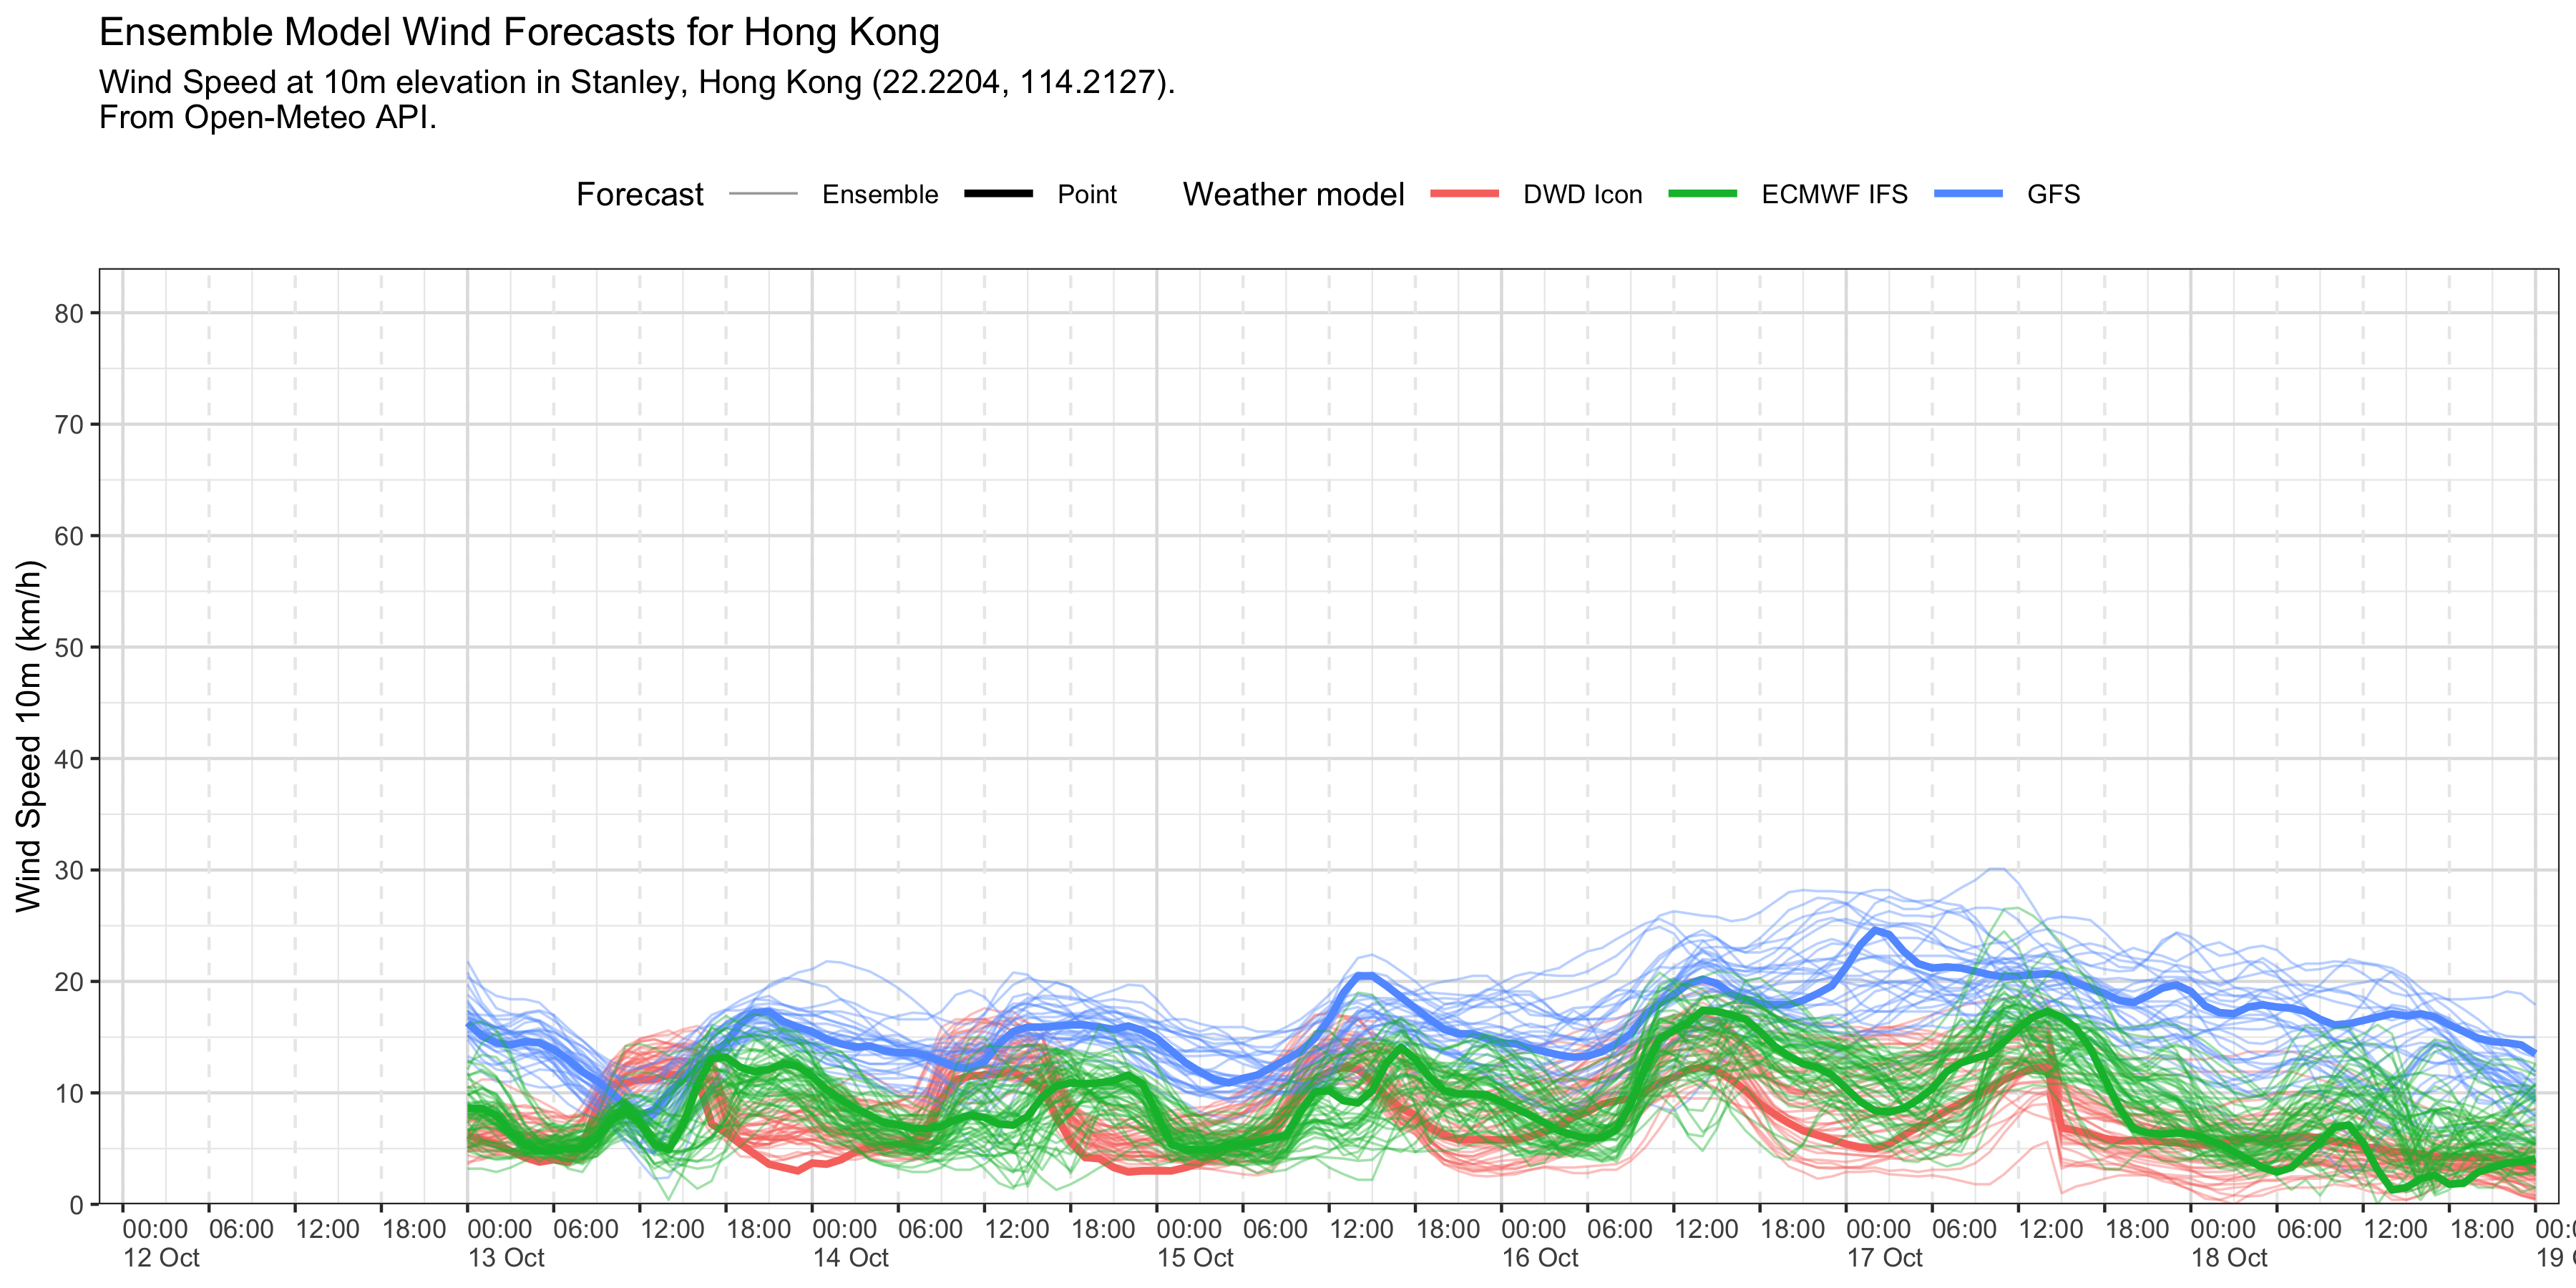 Ensemble Model Wind Forecasts for Hong Kong
Wind Speed at 10m elevation in Stanley, Hong Kong (22.2204, 114.2127).
From Open-Meteo API.
Forecast Ensemble Point Weather model DWD Icon ECMWF IFS GFS
Wind Speed 10m (km/h)
80
70
60
50
40
30
20
10
0
00:00 06:00 12:00 18:00 00:00 06:00 12:00 18:00 00:00 06:00 12:00 18:00 00:00 06:00 12:00 18:00 00:00 06:00 12:00 18:00 00:00 06:00 12:00 18:00 00:00 06:00 12:00 18:00
12 Oct 13 Oct 14 Oct 15 Oct 16 Oct 17 Oct 18 Oct 19